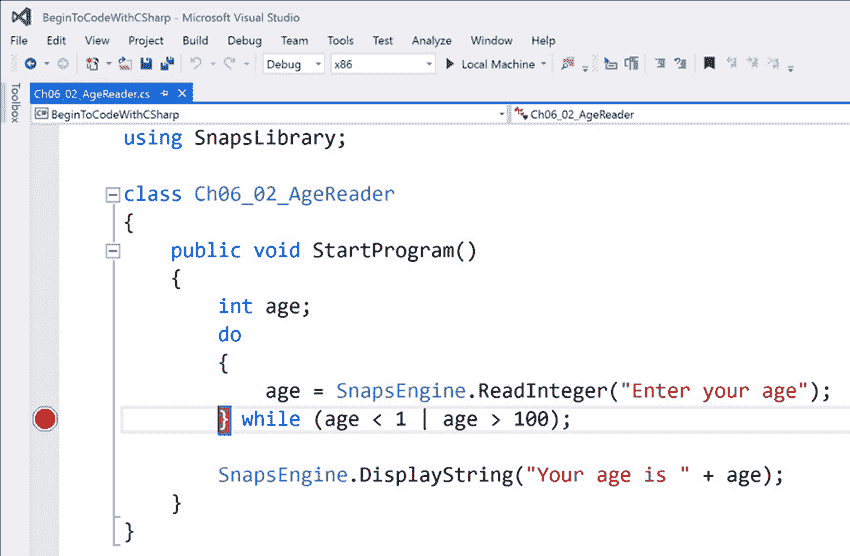 BeginToCodeWithCSharp - Microsoft Visual Studio
File Edit View Project Build Debug Team Tools Test Analyze Window Help
Debug x86 Local Machine
Toolbox
Ch06_02_AgeReader.cs
BeginToCodeWithCSharp Ch06_02_AgeReader
using SnapsLibrary;
class Ch06_02_AgeReader
{
public void StartProgram()
{
int age;
do
{
age = SnapsEngine.ReadInteger("Enter your age");
} while (age < 1 | age > 100);
SnapsEngine.DisplayString("Your age is " + age);
}
}